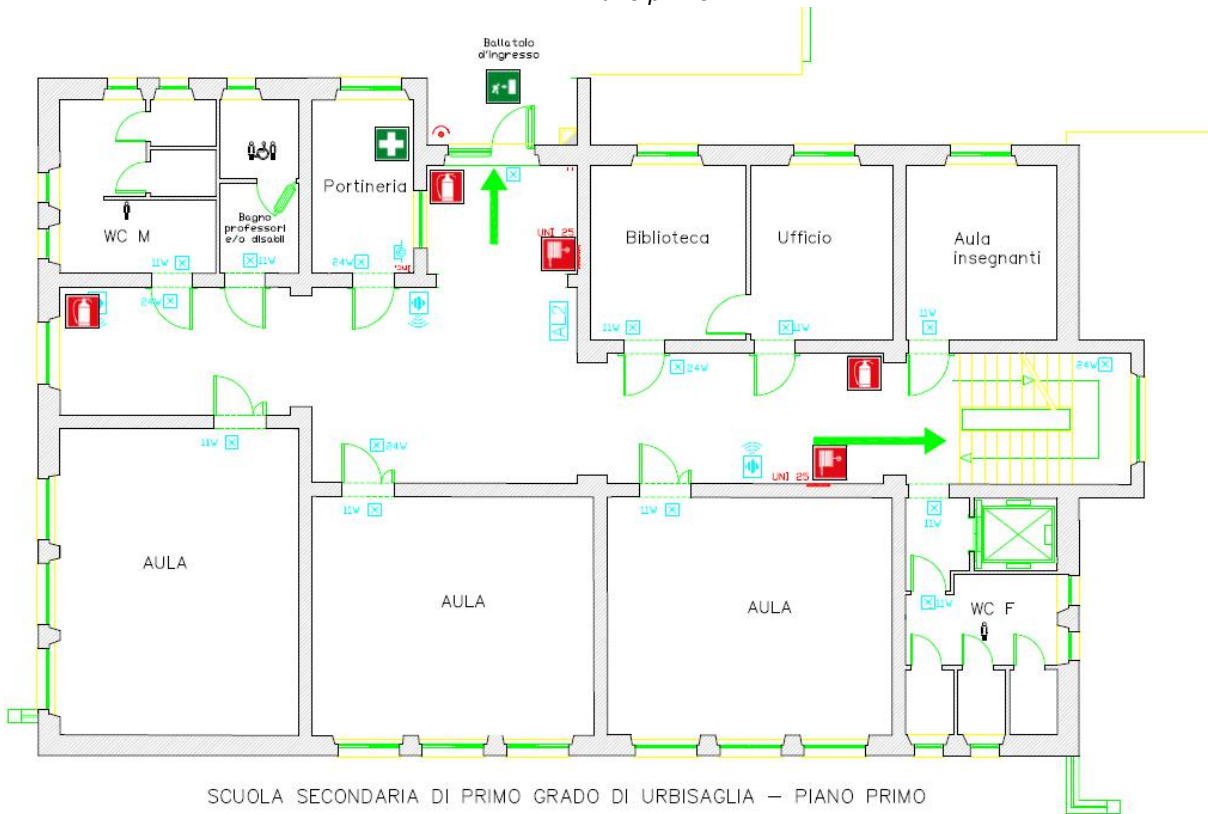 Ballatoio
d'ingresso
Portineria
Bagno
professori
e/o disabili
WC M
UNI 25
Biblioteca
Ufficio
Aula
insegnanti
11W
11W
24W
24W
AL2
11W
11W
11W
24W
24W
11W
24W
UNI 25
11W
11W
11W
AULA
AULA
AULA
11W
WC F
SCUOLA SECONDARIA DI PRIMO GRADO DI URBISAGLIA – PIANO PRIMO